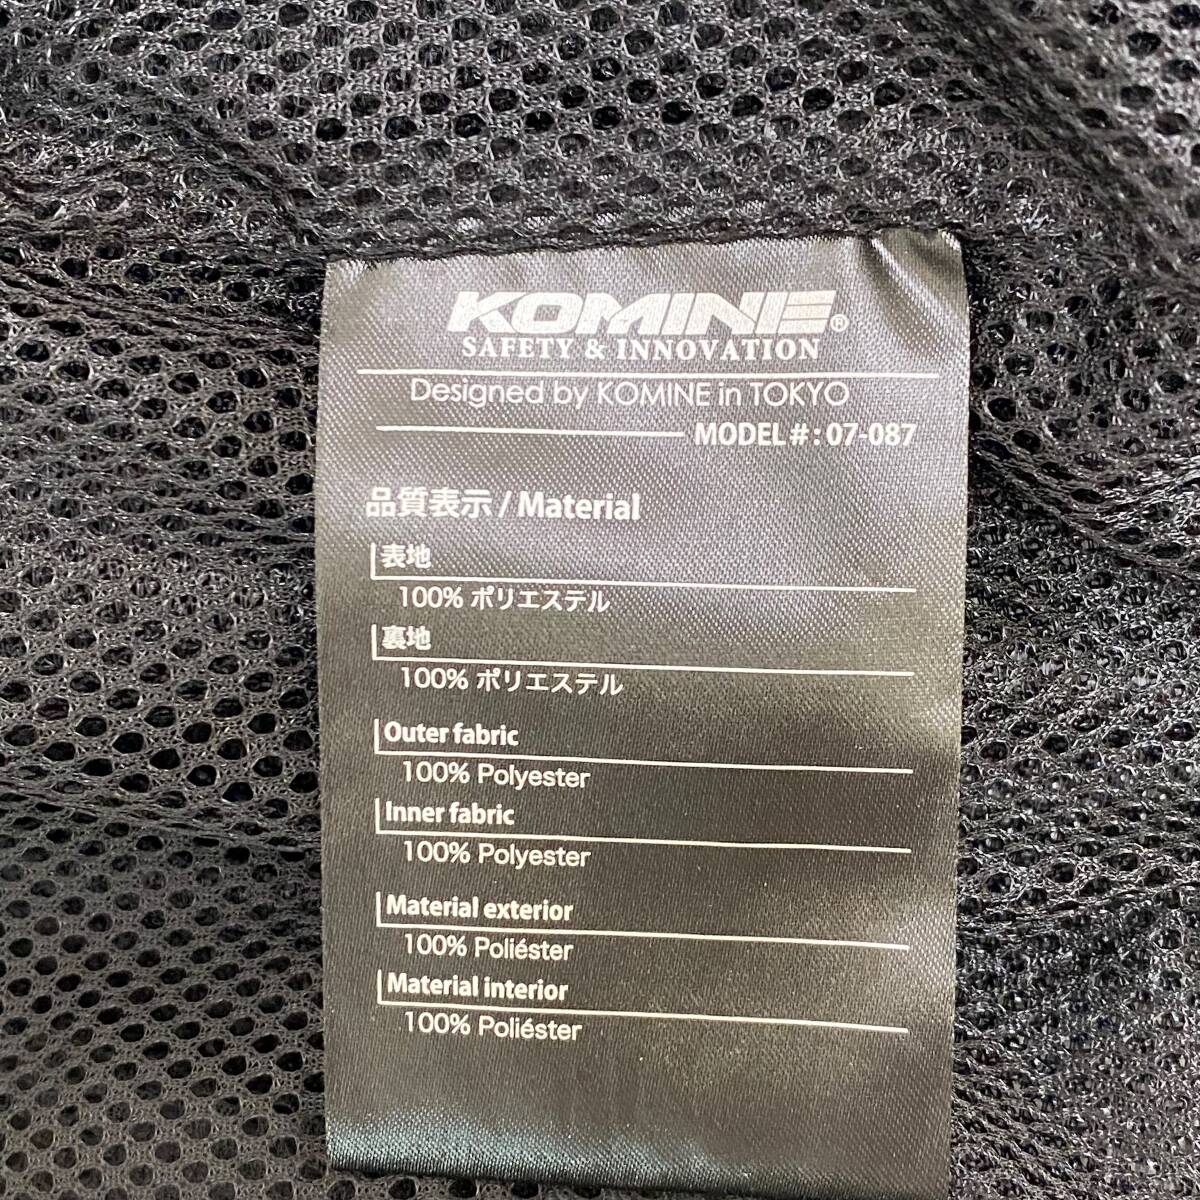 KOMINE®
SAFETY & INNOVATION
Designed by KOMINE in TOKYO
MODEL # : 07-087
品質表示 / Material
表地
100% ポリエステル
裏地
100% ポリエステル
Outer fabric
100% Polyester
Inner fabric
100% Polyester
Material exterior
100% Poliéster
Material interior
100% Poliéster